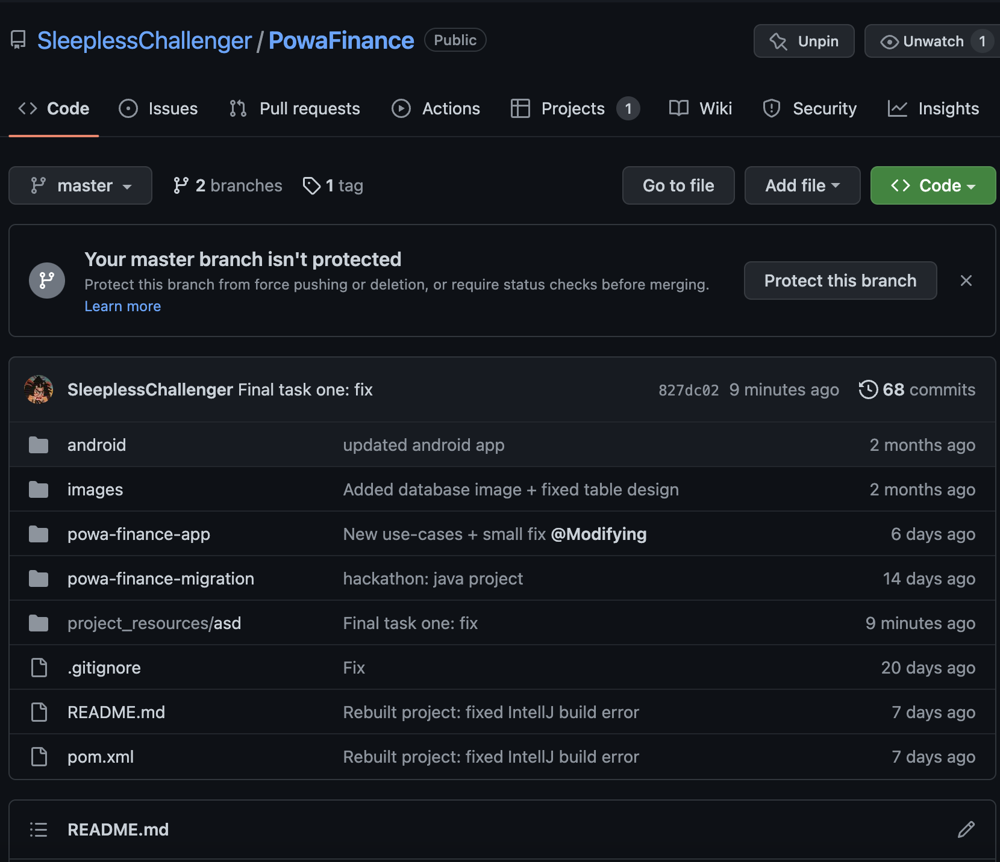 SleeplessChallenger / PowaFinance Public Unpin Unwatch 1
Code Issues Pull requests Actions Projects 1 Wiki Security Insights
master 2 branches 1 tag Go to file Add file Code
Your master branch isn't protected
Protect this branch from force pushing or deletion, or require status checks before merging.
Learn more
Protect this branch
SleeplessChallenger Final task one: fix 827dc02 9 minutes ago 68 commits
android updated android app 2 months ago
images Added database image + fixed table design 2 months ago
powa-finance-app New use-cases + small fix @Modifying 6 days ago
powa-finance-migration hackathon: java project 14 days ago
project_resources/asd Final task one: fix 9 minutes ago
.gitignore Fix 20 days ago
README.md Rebuilt project: fixed IntellJ build error 7 days ago
pom.xml Rebuilt project: fixed IntellJ build error 7 days ago
README.md